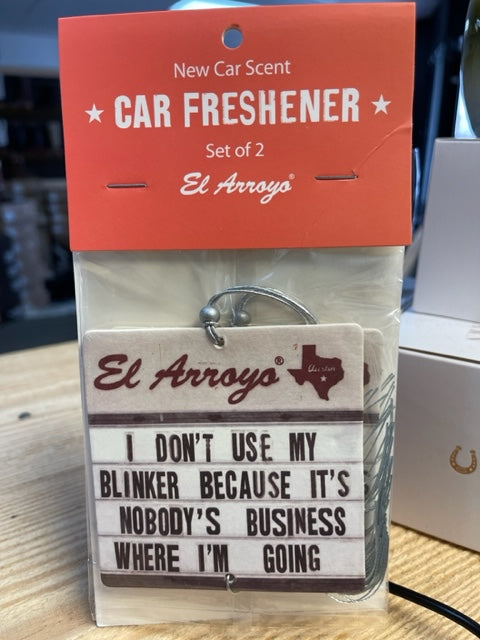 New Car Scent
★ CAR FRESHENER ★
Set of 2
El Arroyo®
El Arroyo®
Austin
I DON'T USE MY
BLINKER BECAUSE IT'S
NOBODY'S BUSINESS
WHERE I'M GOING